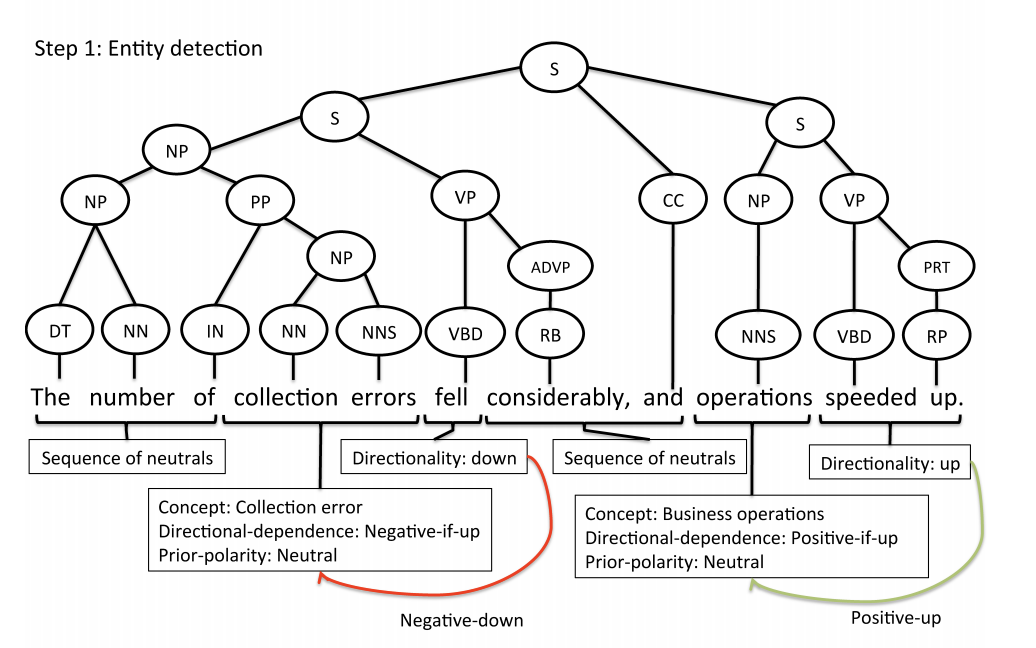 Step 1: Entity detection
S
S
S
NP
NP
PP
VP
CC
NP
VP
NP
ADVP
PRT
DT
NN
IN
NN
NNS
VBD
RB
NNS
VBD
RP
The number of collection errors fell considerably, and operations speeded up.
Sequence of neutrals
Directionality: down
Sequence of neutrals
Directionality: up
Concept: Collection error
Directional-dependence: Negative-if-up
Prior-polarity: Neutral
Concept: Business operations
Directional-dependence: Positive-if-up
Prior-polarity: Neutral
Negative-down
Positive-up